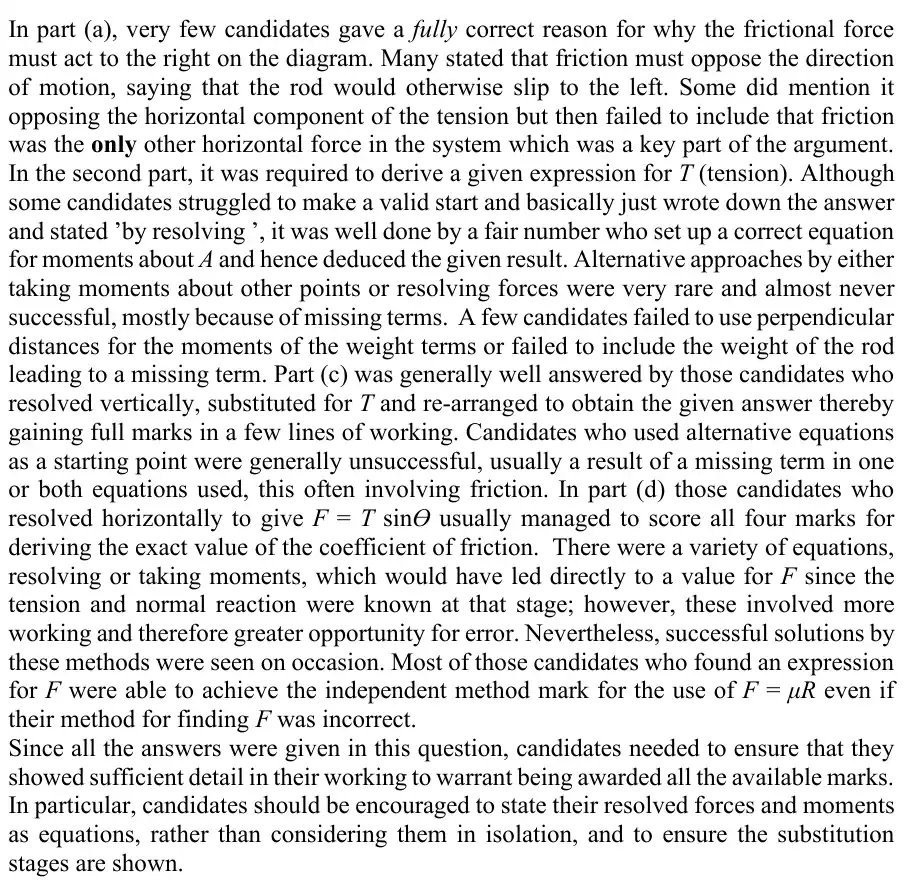 In part (a), very few candidates gave a fully correct reason for why the frictional force
must act to the right on the diagram. Many stated that friction must oppose the direction
of motion, saying that the rod would otherwise slip to the left. Some did mention it
opposing the horizontal component of the tension but then failed to include that friction
was the only other horizontal force in the system which was a key part of the argument.
In the second part, it was required to derive a given expression for T (tension). Although
some candidates struggled to make a valid start and basically just wrote down the answer
and stated ’by resolving ’, it was well done by a fair number who set up a correct equation
for moments about A and hence deduced the given result. Alternative approaches by either
taking moments about other points or resolving forces were very rare and almost never
successful, mostly because of missing terms.  A few candidates failed to use perpendicular
distances for the moments of the weight terms or failed to include the weight of the rod
leading to a missing term. Part (c) was generally well answered by those candidates who
resolved vertically, substituted for T and re-arranged to obtain the given answer thereby
gaining full marks in a few lines of working. Candidates who used alternative equations
as a starting point were generally unsuccessful, usually a result of a missing term in one
or both equations used, this often involving friction. In part (d) those candidates who
resolved horizontally to give F = T sinϴ usually managed to score all four marks for
deriving the exact value of the coefficient of friction.  There were a variety of equations,
resolving or taking moments, which would have led directly to a value for F since the
tension and normal reaction were known at that stage; however, these involved more
working and therefore greater opportunity for error. Nevertheless, successful solutions by
these methods were seen on occasion. Most of those candidates who found an expression
for F were able to achieve the independent method mark for the use of F = μR even if
their method for finding F was incorrect.
Since all the answers were given in this question, candidates needed to ensure that they
showed sufficient detail in their working to warrant being awarded all the available marks.
In particular, candidates should be encouraged to state their resolved forces and moments
as equations, rather than considering them in isolation, and to ensure the substitution
stages are shown.